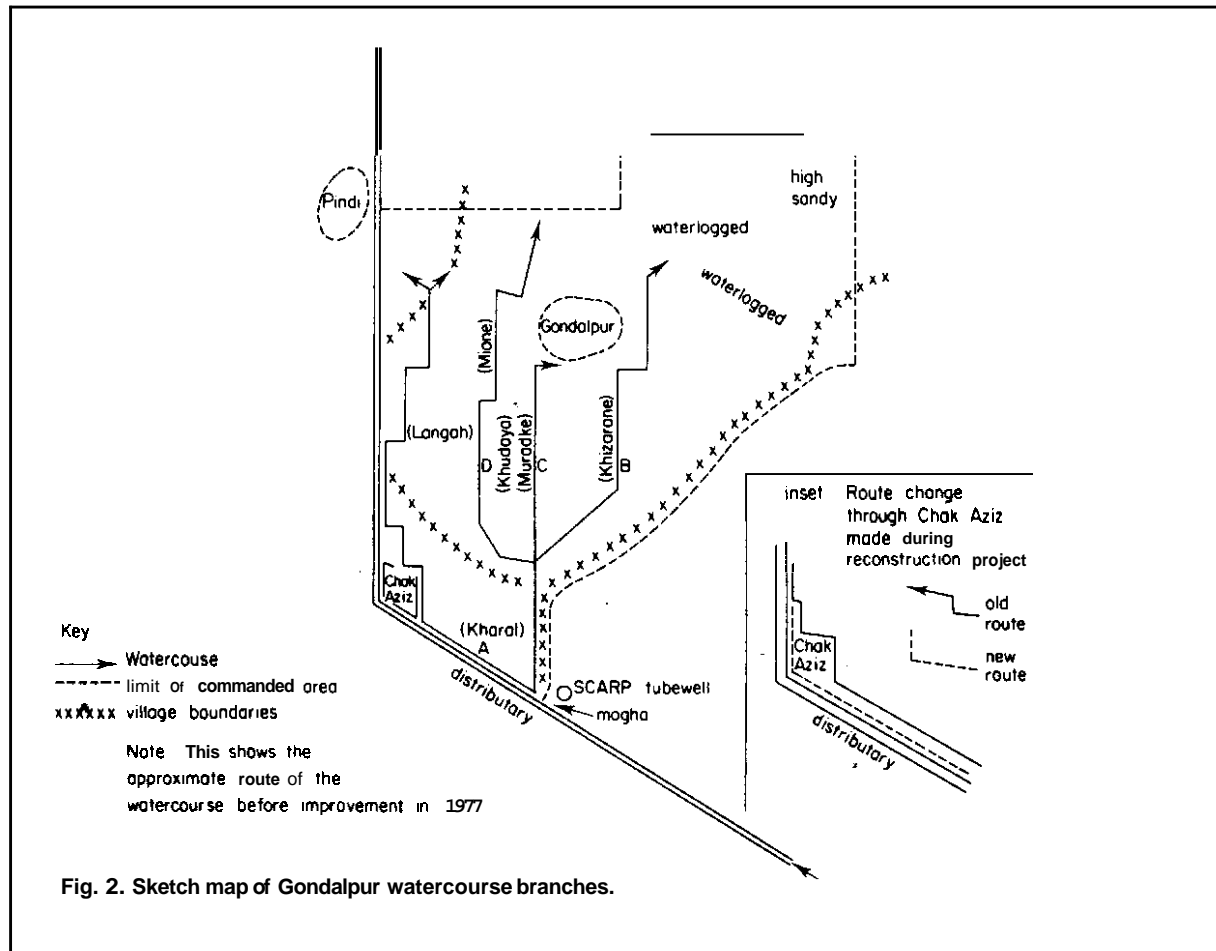 high
sandy
Pindi
waterlogged
waterlogged
Gondalpur
(Mione)
(Langah)
(Khudaya)
(Muradke)
(Khizarane)
D
C
B
Chak
Aziz
(Kharal)
A
distributary
SCARP tubewell
mogha
inset Route change
through Chak Aziz
made during
reconstruction project
old
route
new
route
Chak
Aziz
distributary
Key
Watercouse
limit of commanded area
village boundaries
Note This shows the
approximate route of the
watercourse before improvement in 1977
Fig. 2. Sketch map of Gondalpur watercourse branches.